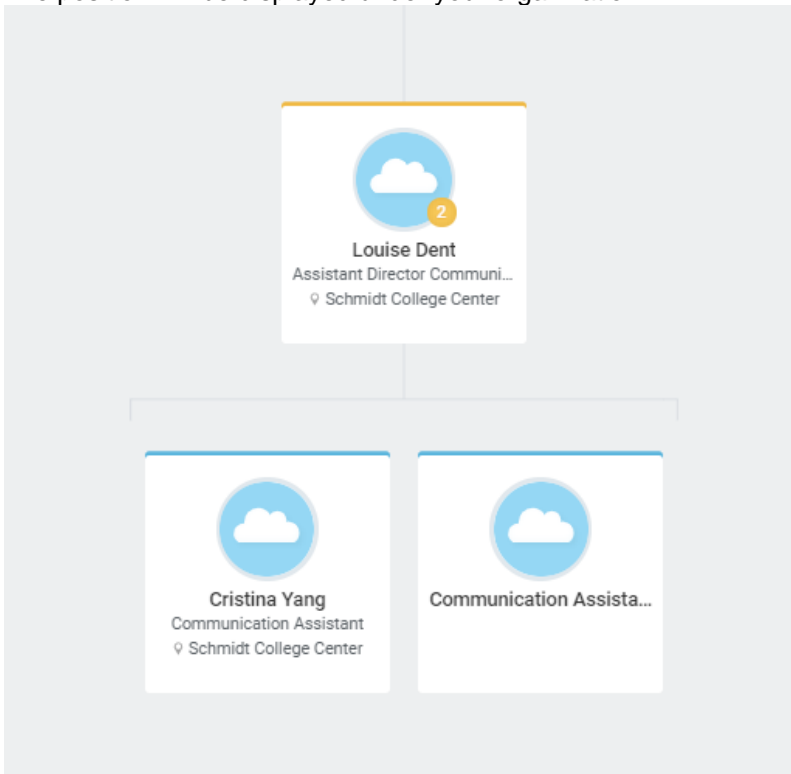 2
Louise Dent
Assistant Director Communi...
Schmidt College Center
Cristina Yang
Communication Assistant
Schmidt College Center
Communication Assista...